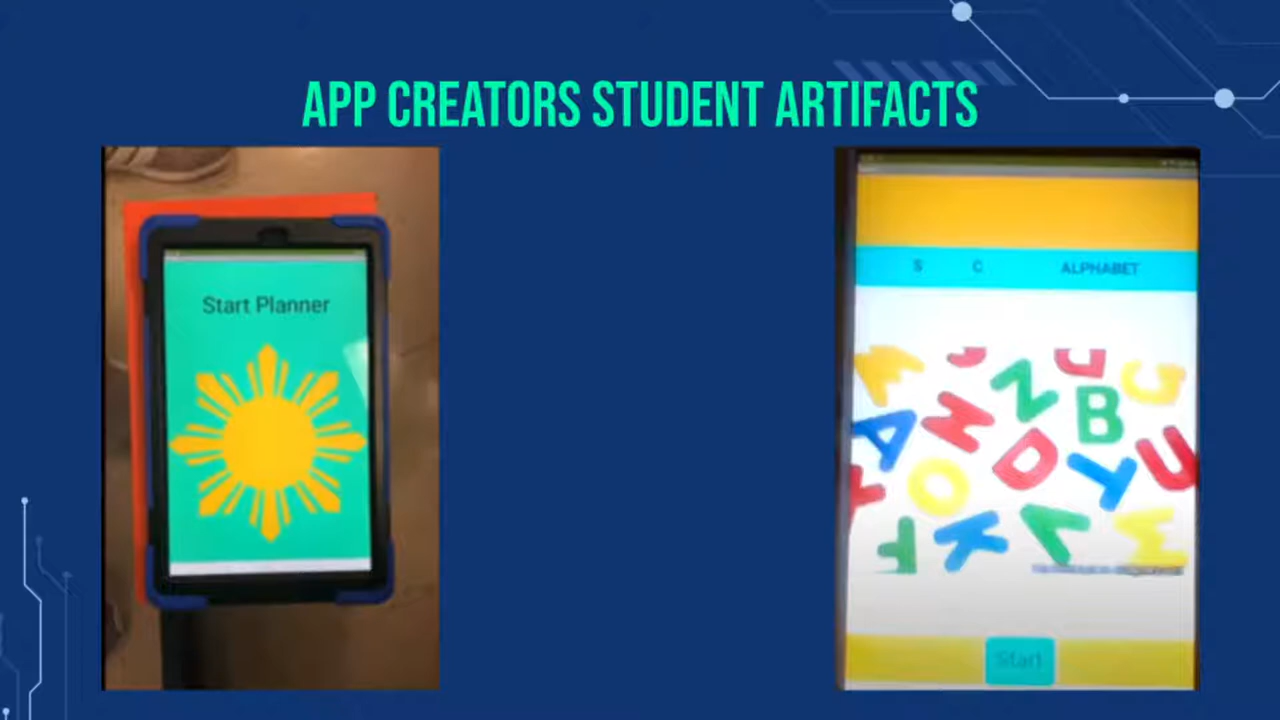 APP CREATORS STUDENT ARTIFACTS
Start Planner
S C ALPHABET
Start